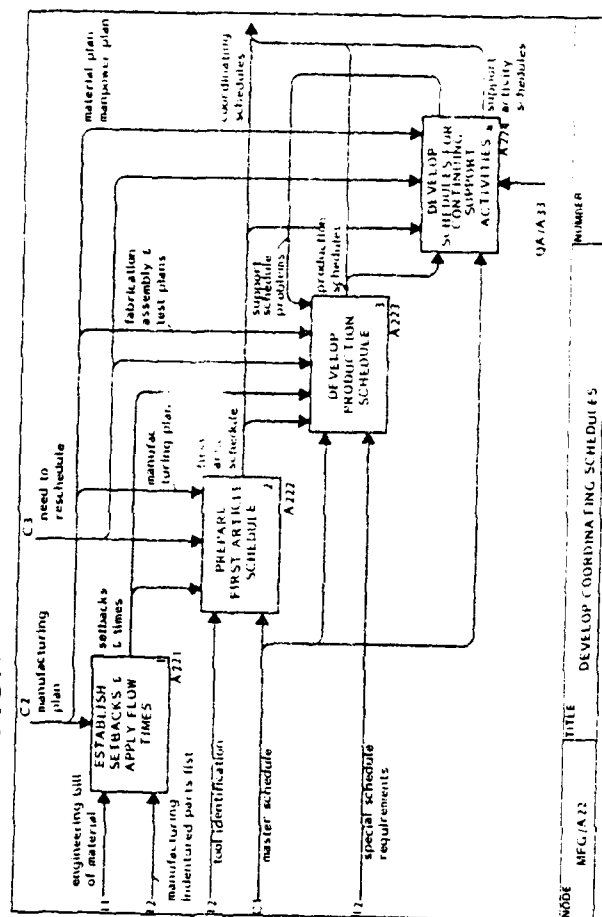 C2
manufacturing
plan
C3
need to
reschedule
material plan
manpower plan
engineering bill
of material
I1
ESTABLISH
SETBACKS &
APPLY FLOW
TIMES
A221
setbacks
& times
manufac
turing plan
fabrication
assembly &
test plans
coordinating
schedules
manufacturing
indentured parts list
tool identification
PREPARE
FIRST ARTICLE
SCHEDULE
2
A222
schedule
master schedule
special schedule
requirements
DEVELOP
PRODUCTION
SCHEDULE
3
A223
support
schedule
problems
production
schedules
DEVELOP
SCHEDULES FOR
CONTINUING
SUPPORT
ACTIVITIES
A224
support
activity
schedules
QA/A33
NODE
MFG/A22
TITLE
DEVELOP COORDINATING SCHEDULES
NUMBER